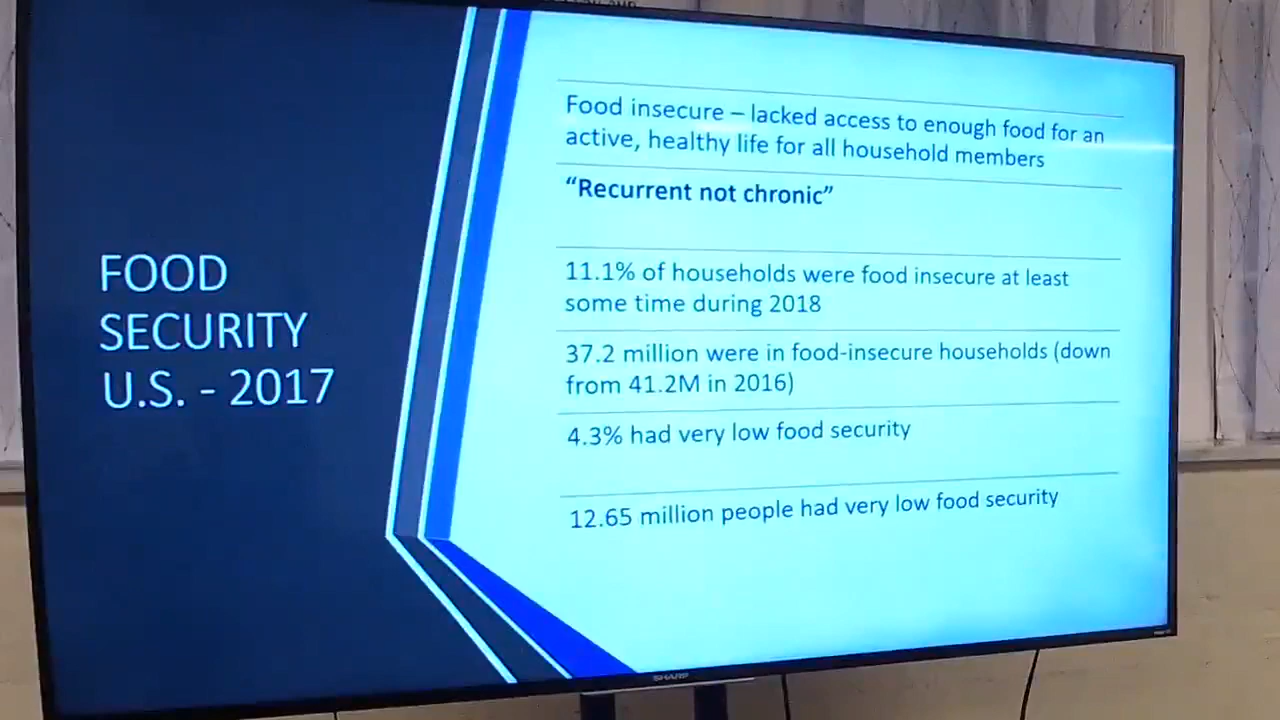 FOOD
SECURITY
U.S. - 2017
Food insecure – lacked access to enough food for an
active, healthy life for all household members
“Recurrent not chronic”
11.1% of households were food insecure at least
some time during 2018
37.2 million were in food-insecure households (down
from 41.2M in 2016)
4.3% had very low food security
12.65 million people had very low food security
SHARP